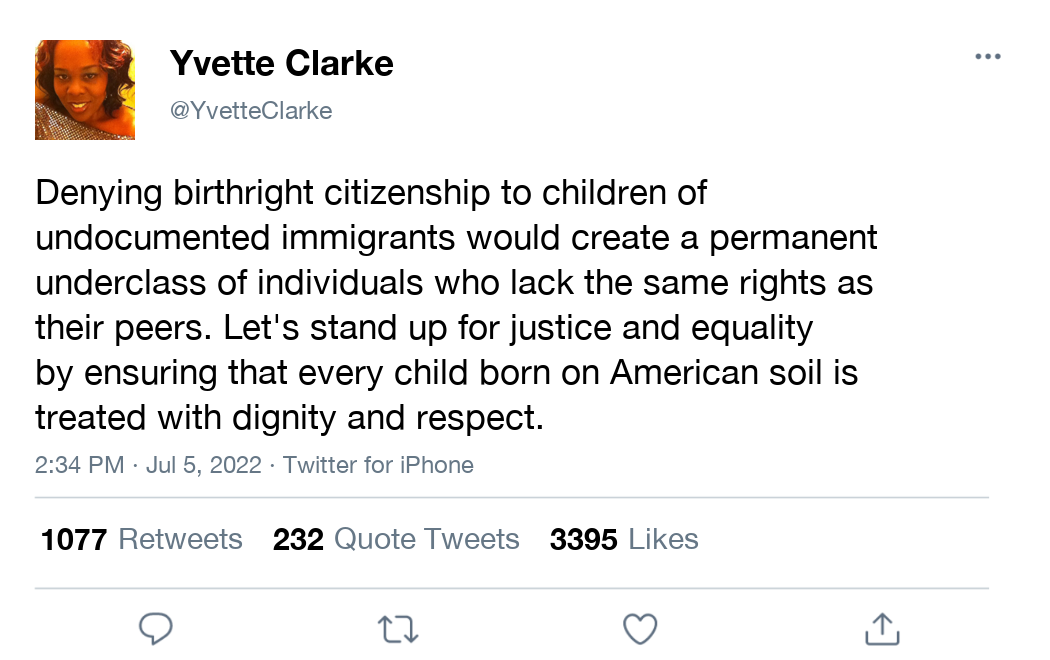 Yvette Clarke
@YvetteClarke
Denying birthright citizenship to children of
undocumented immigrants would create a permanent
underclass of individuals who lack the same rights as
their peers. Let's stand up for justice and equality
by ensuring that every child born on American soil is
treated with dignity and respect.
2:34 PM · Jul 5, 2022 · Twitter for iPhone
1077 Retweets 232 Quote Tweets 3395 Likes